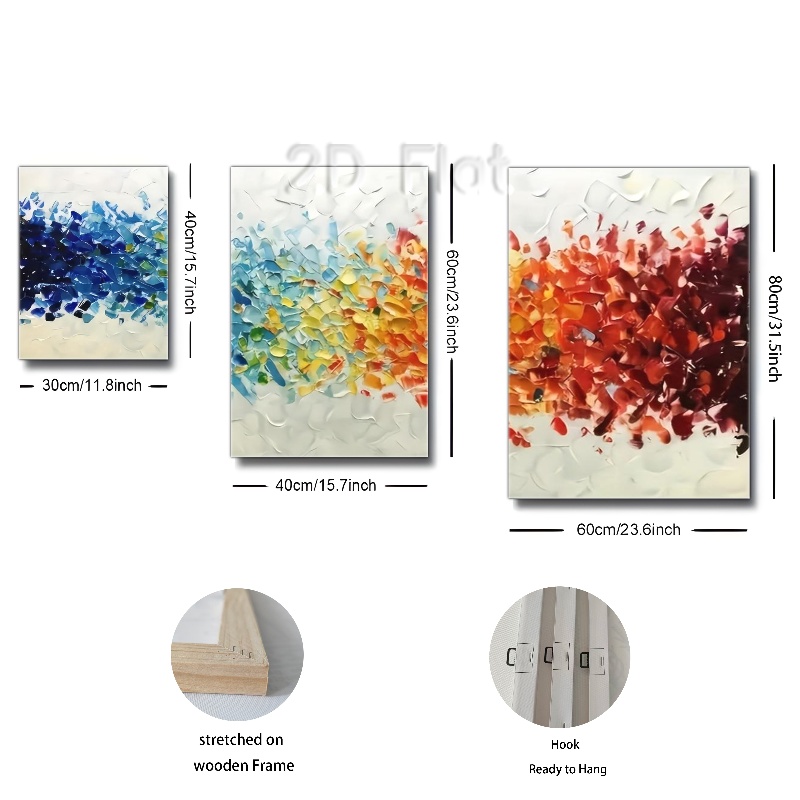 2D Flat
40cm/15.7inch
60cm/23.6inch
80cm/31.5inch
30cm/11.8inch
40cm/15.7inch
60cm/23.6inch
stretched on
wooden Frame
Hook
Ready to Hang